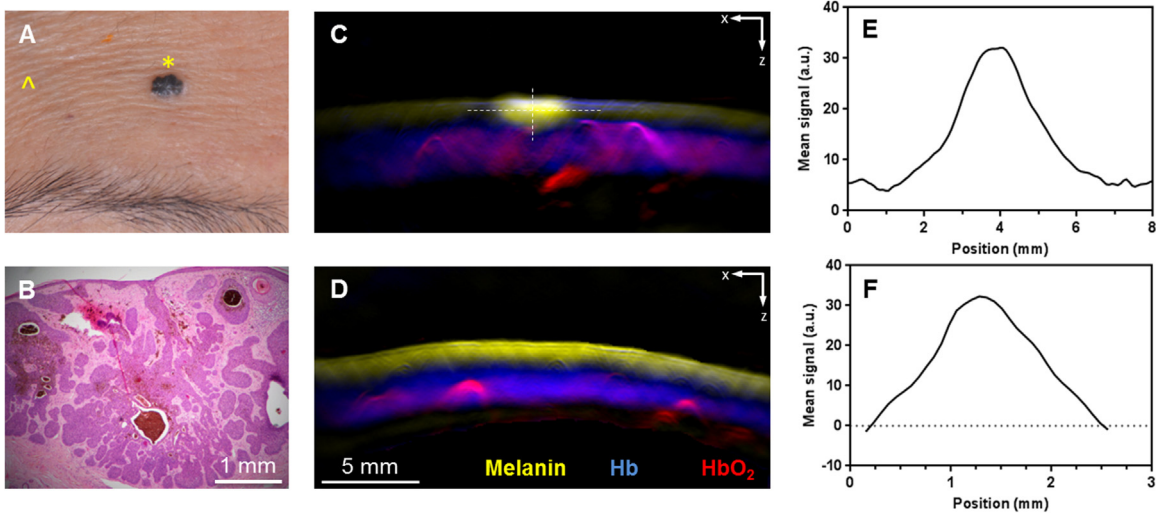 A
*
^
B
1 mm
C
x
z
D
x
z
5 mm
Melanin
Hb
HbO₂
E
Mean signal (a.u.)
40
30
20
10
0
0 2 4 6 8
Position (mm)
F
Mean signal (a.u.)
40
30
20
10
0
-10
0 1 2 3
Position (mm)